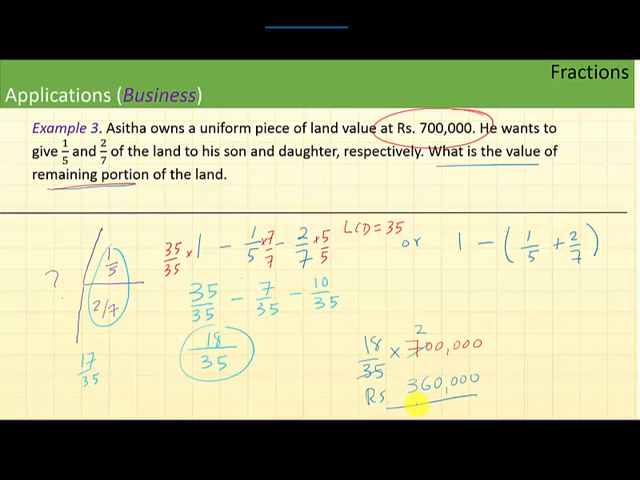 Fractions
Applications (Business)
Example 3. Asitha owns a uniform piece of land value at Rs. 700,000. He wants to
give 1/5 and 2/7 of the land to his son and daughter, respectively. What is the value of
remaining portion of the land.
? 1/5
2/7
17/35
35/35 × 1 − 1/5 × 7/7 − 2/7 × 5/5 LCD = 35
or 1 − ( 1/5 + 2/7 )
35/35 − 7/35 − 10/35
18/35
18/35 × 700,000 2
Rs. 360,000